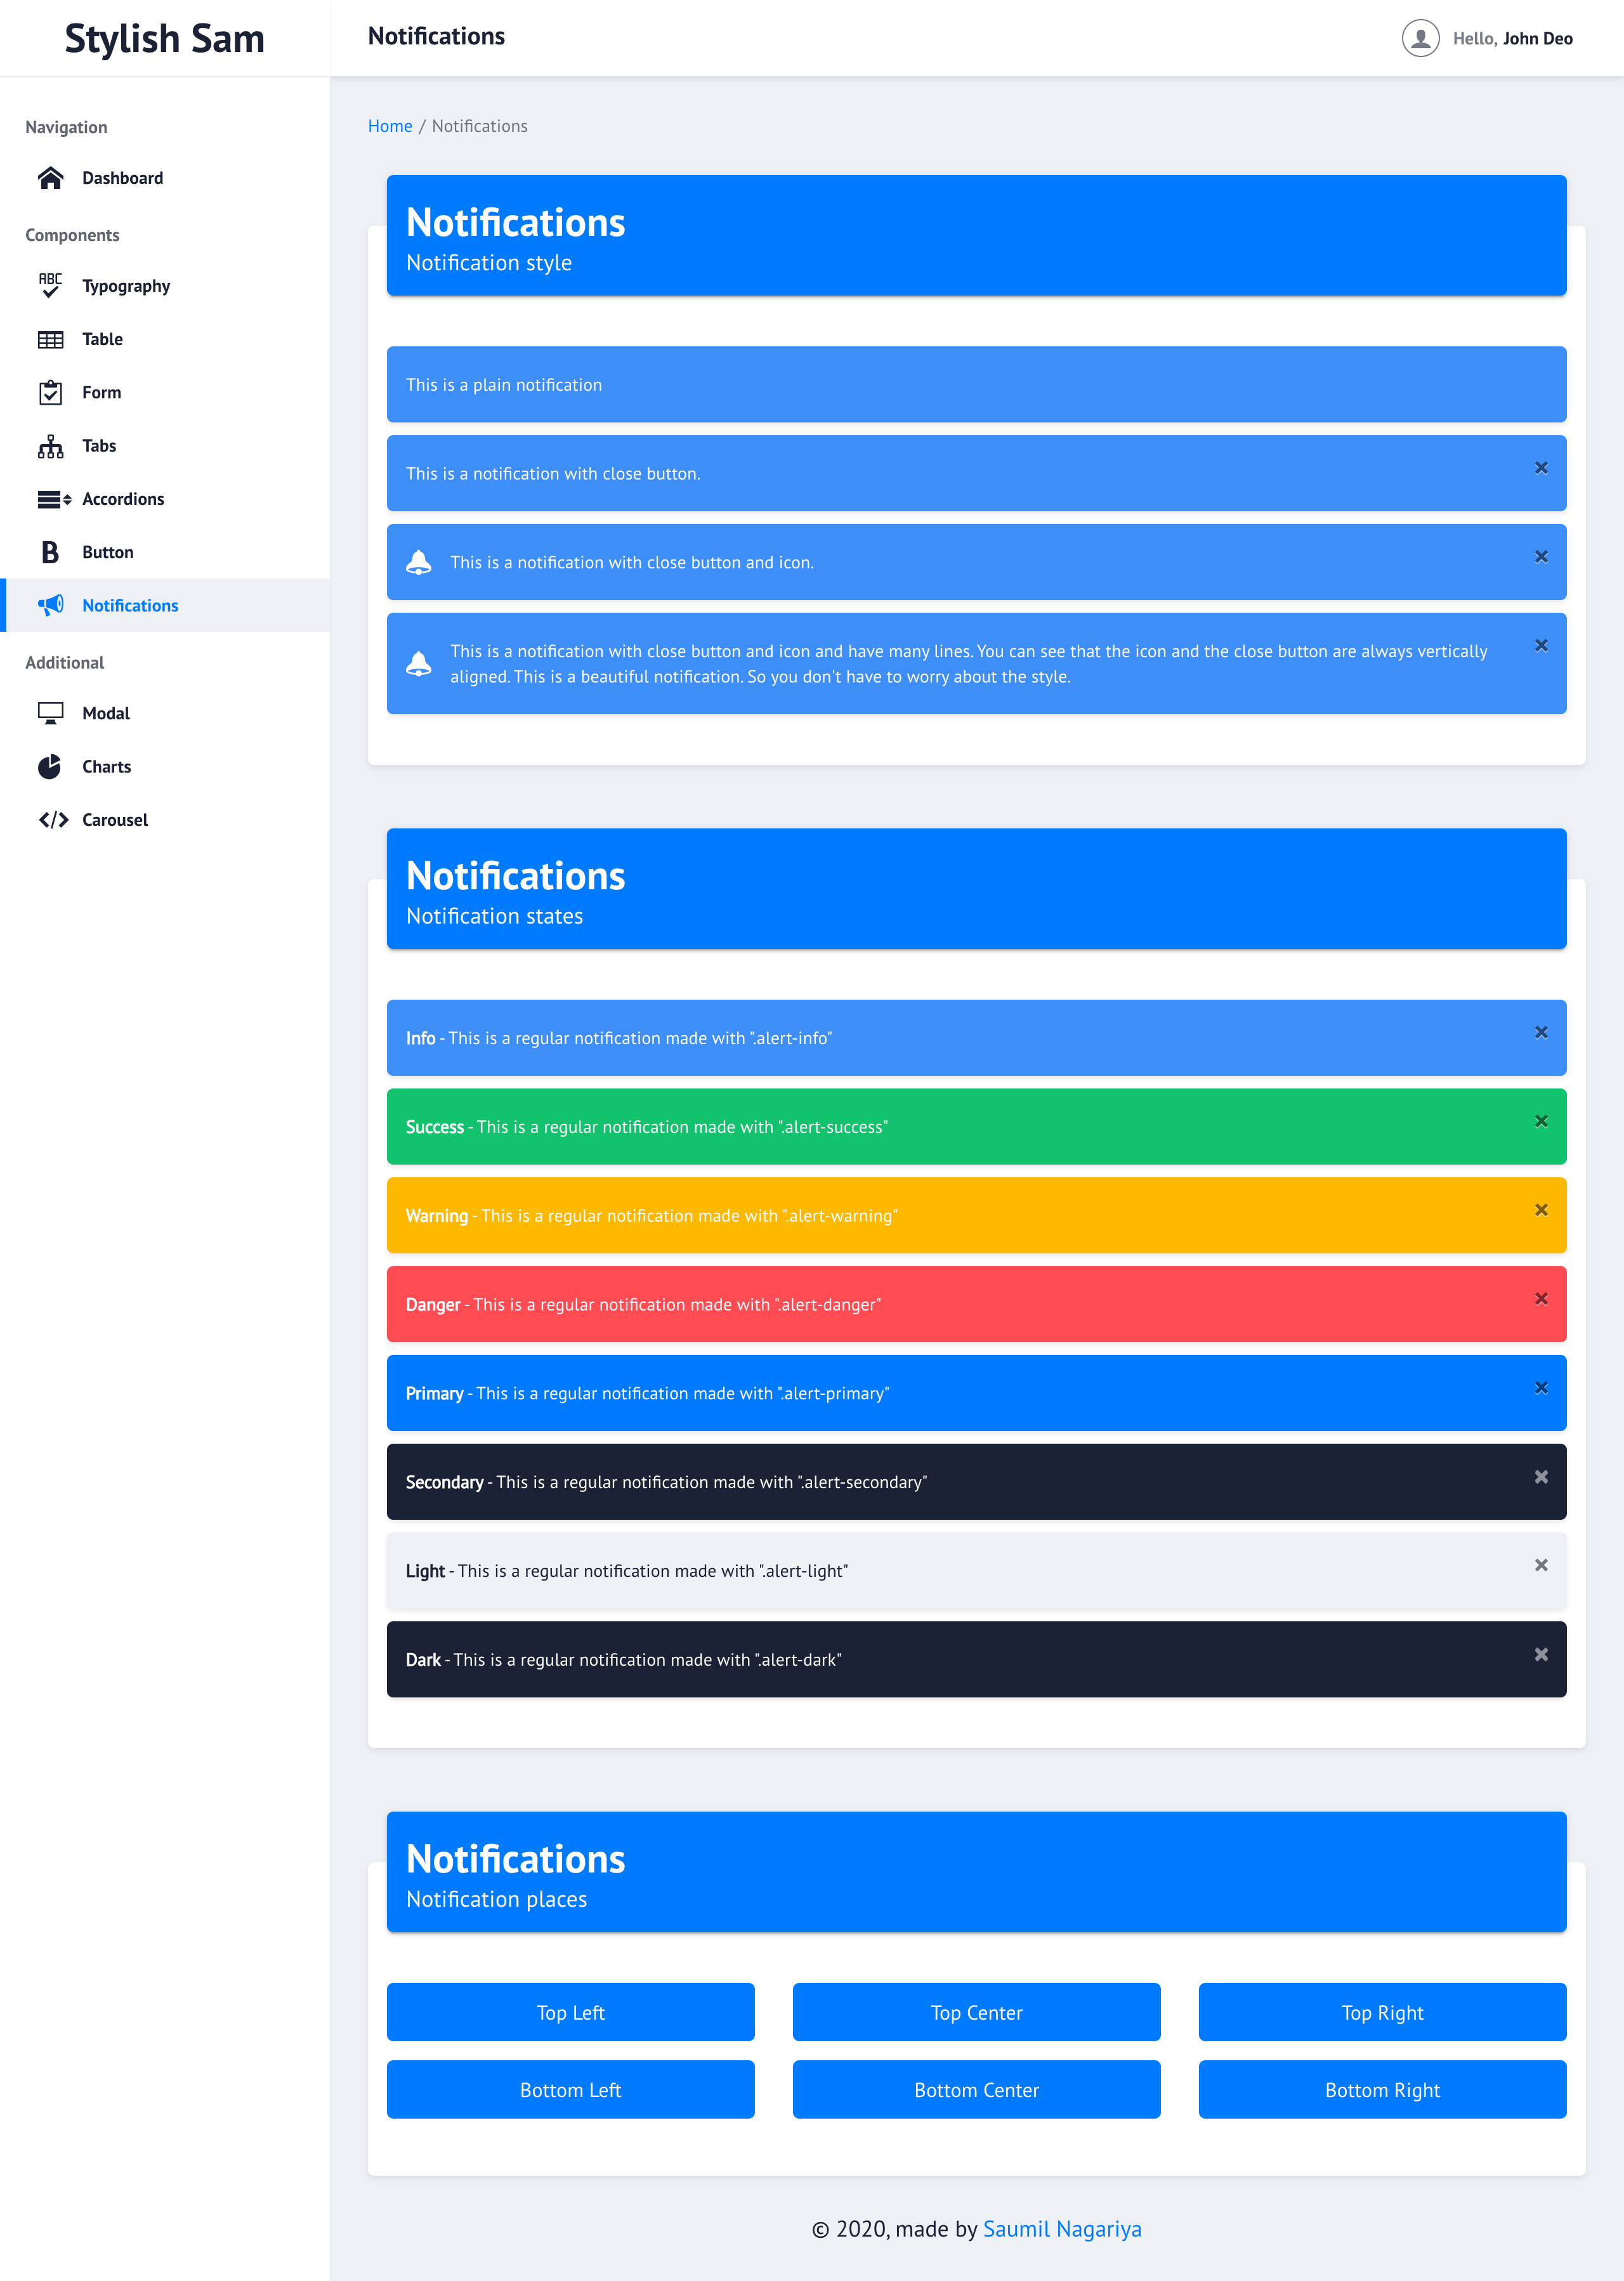 Stylish Sam
Notifications
Hello, John Deo
Navigation
Dashboard
Components
ABC
Typography
Table
Form
Tabs
Accordions
B
Button
Notifications
Additional
Modal
Charts
Carousel
Home / Notifications
Notifications
Notification style
This is a plain notification
This is a notification with close button.
This is a notification with close button and icon.
This is a notification with close button and icon and have many lines. You can see that the icon and the close button are always vertically
aligned. This is a beautiful notification. So you don't have to worry about the style.
Notifications
Notification states
Info - This is a regular notification made with ".alert-info"
Success - This is a regular notification made with ".alert-success"
Warning - This is a regular notification made with ".alert-warning"
Danger - This is a regular notification made with ".alert-danger"
Primary - This is a regular notification made with ".alert-primary"
Secondary - This is a regular notification made with ".alert-secondary"
Light - This is a regular notification made with ".alert-light"
Dark - This is a regular notification made with ".alert-dark"
Notifications
Notification places
Top Left
Top Center
Top Right
Bottom Left
Bottom Center
Bottom Right
© 2020, made by Saumil Nagariya